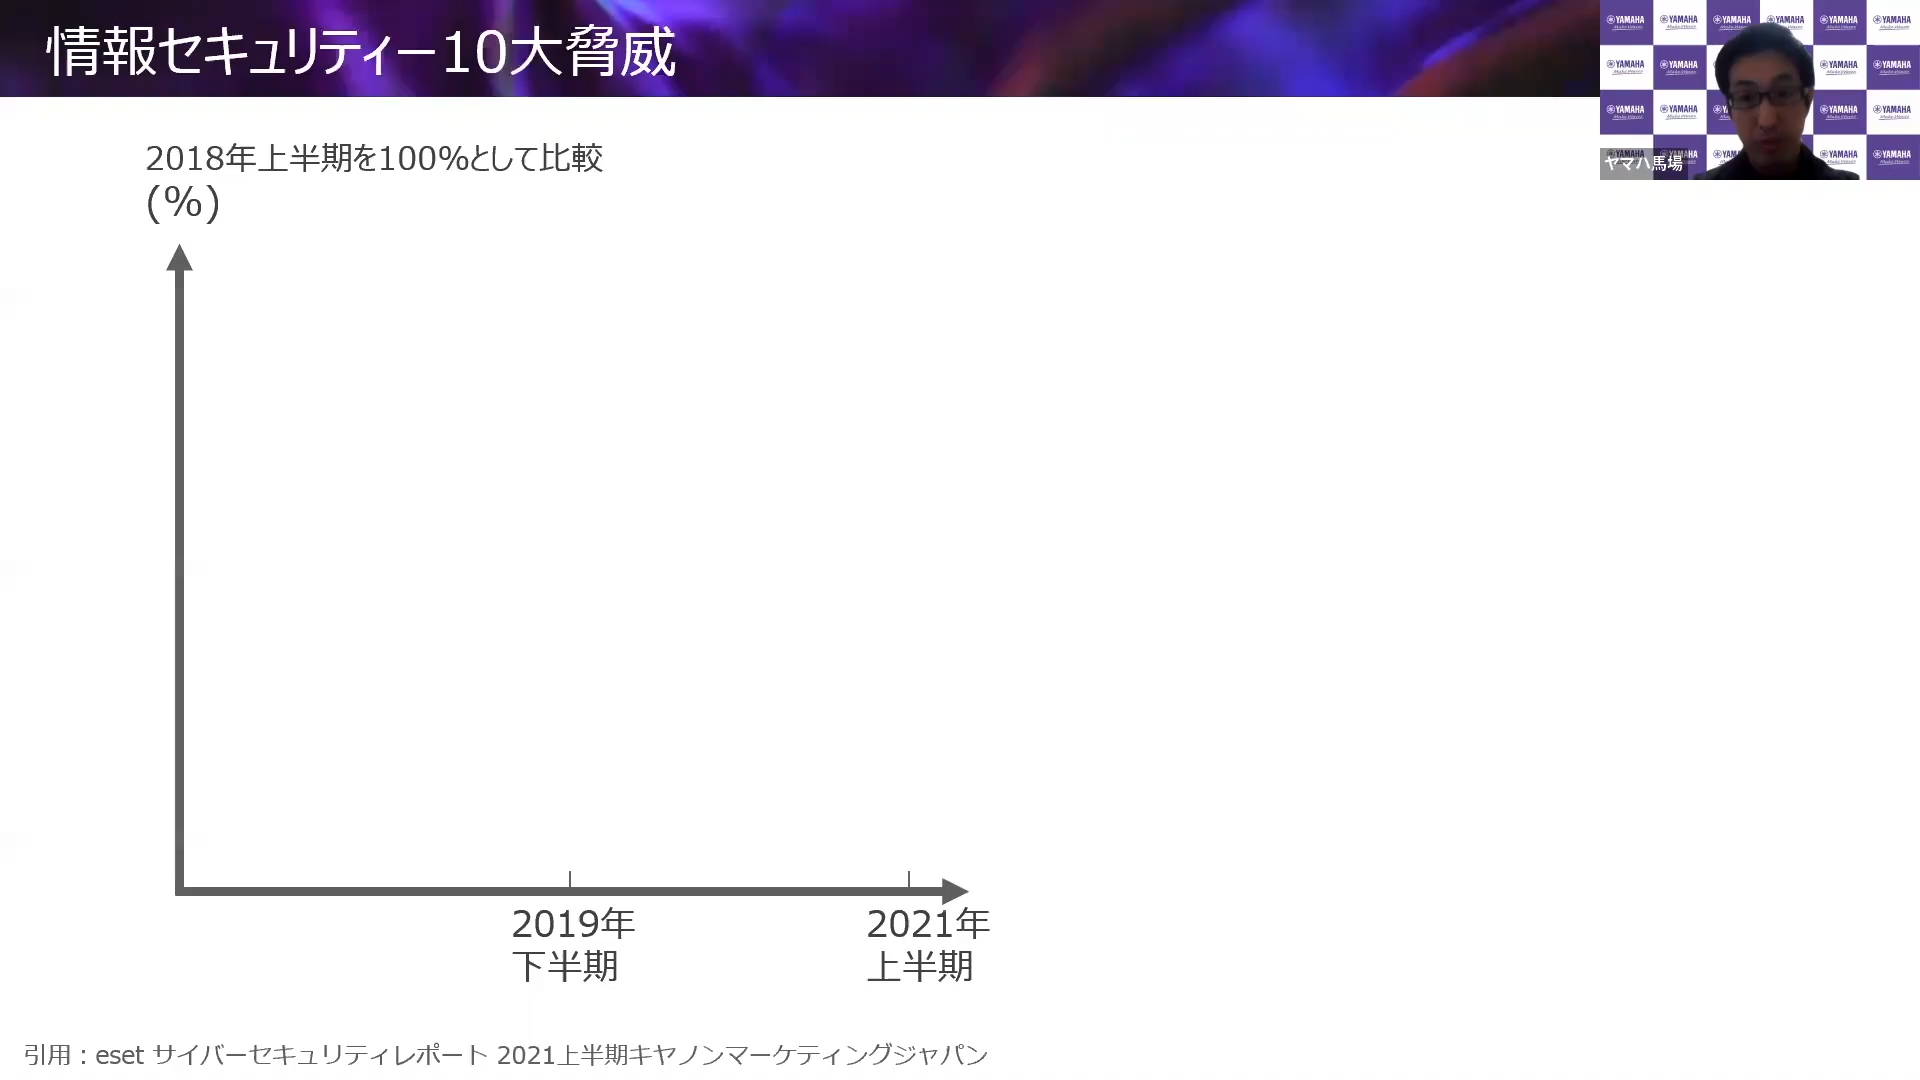 情報セキュリティー10大脅威
2018年上半期を100%として比較
(%)
2019年
下半期
2021年
上半期
引用：eset サイバーセキュリティレポート 2021上半期キヤノンマーケティングジャパン
YAMAHA
Make Waves
ヤマハ馬場